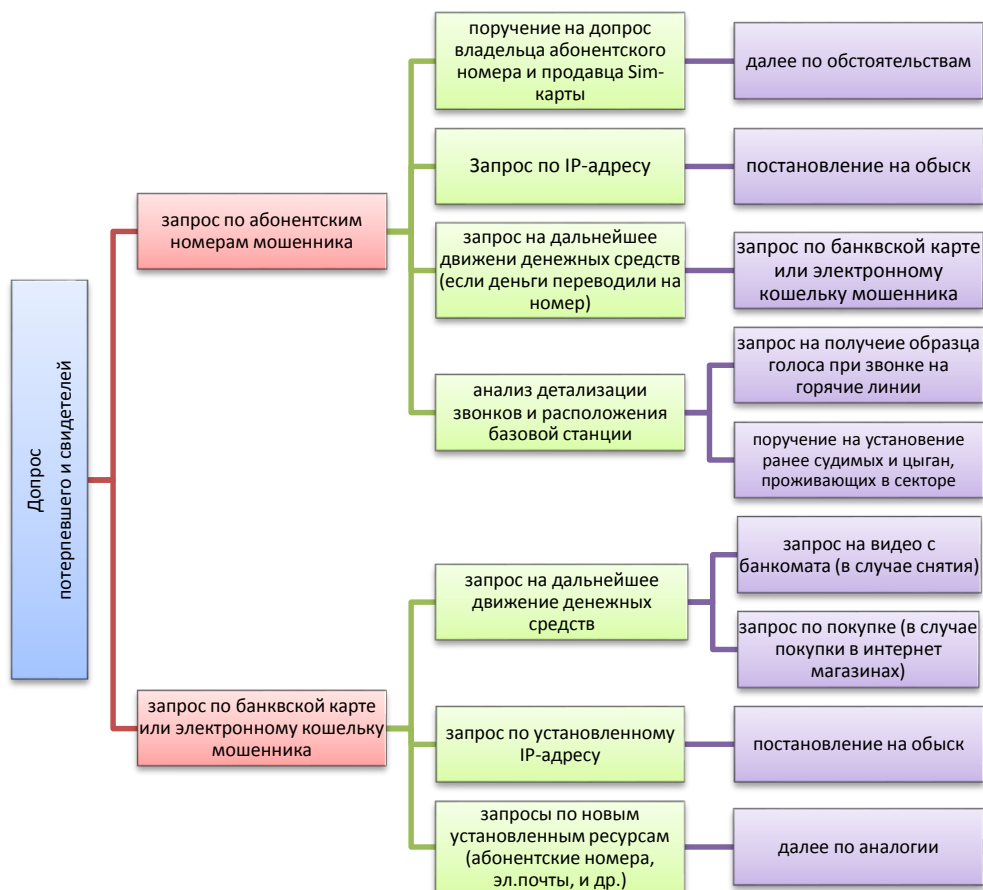 Допрос
потерпевшего и свидетелей
запрос по абонентским
номерам мошенника
поручение на допрос
владельца абонентского
номера и продавца Sim-
карты
далее по обстоятельствам
Запрос по IP-адресу
постановление на обыск
запрос на дальнейшее
движени денежных средств
(если деньги переводили на
номер)
запрос по банквской карте
или электронному
кошельку мошенника
анализ детализации
звонков и расположения
базовой станции
запрос на получеие образца
голоса при звонке на
горячие линии
поручение на установение
ранее судимых и цыган,
проживающих в секторе
запрос по банквской карте
или электронному кошельку
мошенника
запрос на дальнейшее
движение денежных
средств
запрос на видео с
банкомата (в случае снятия)
запрос по покупке (в случае
покупки в интернет
магазинах)
запрос по установленному
IP-адресу
постановление на обыск
запросы по новым
установленным ресурсам
(абонентские номера,
эл.почты, и др.)
далее по аналогии